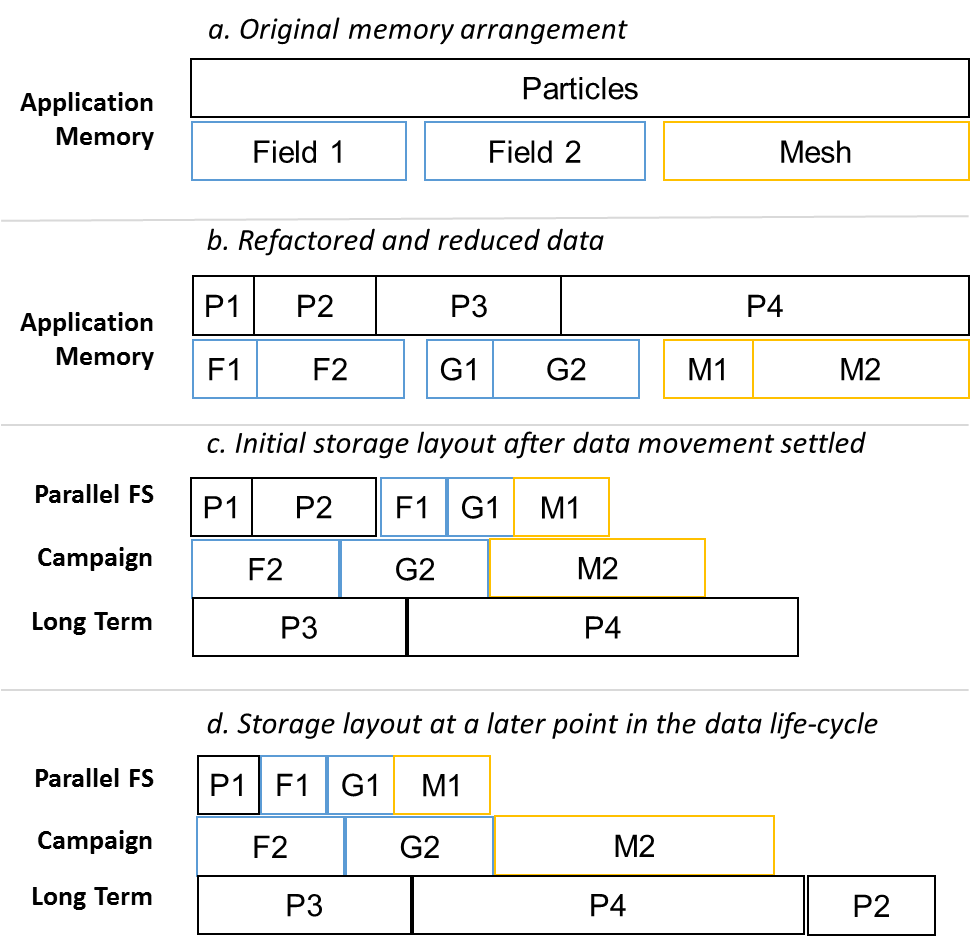 a. Original memory arrangement
Application
Memory
Particles
Field 1 Field 2 Mesh
b. Refactored and reduced data
Application
Memory
P1 P2 P3 P4
F1 F2 G1 G2 M1 M2
c. Initial storage layout after data movement settled
Parallel FS P1 P2 F1 G1 M1
Campaign F2 G2 M2
Long Term P3 P4
d. Storage layout at a later point in the data life-cycle
Parallel FS P1 F1 G1 M1
Campaign F2 G2 M2
Long Term P3 P4 P2